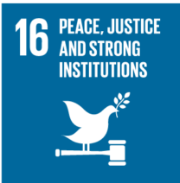 16 PEACE, JUSTICE
AND STRONG
INSTITUTIONS